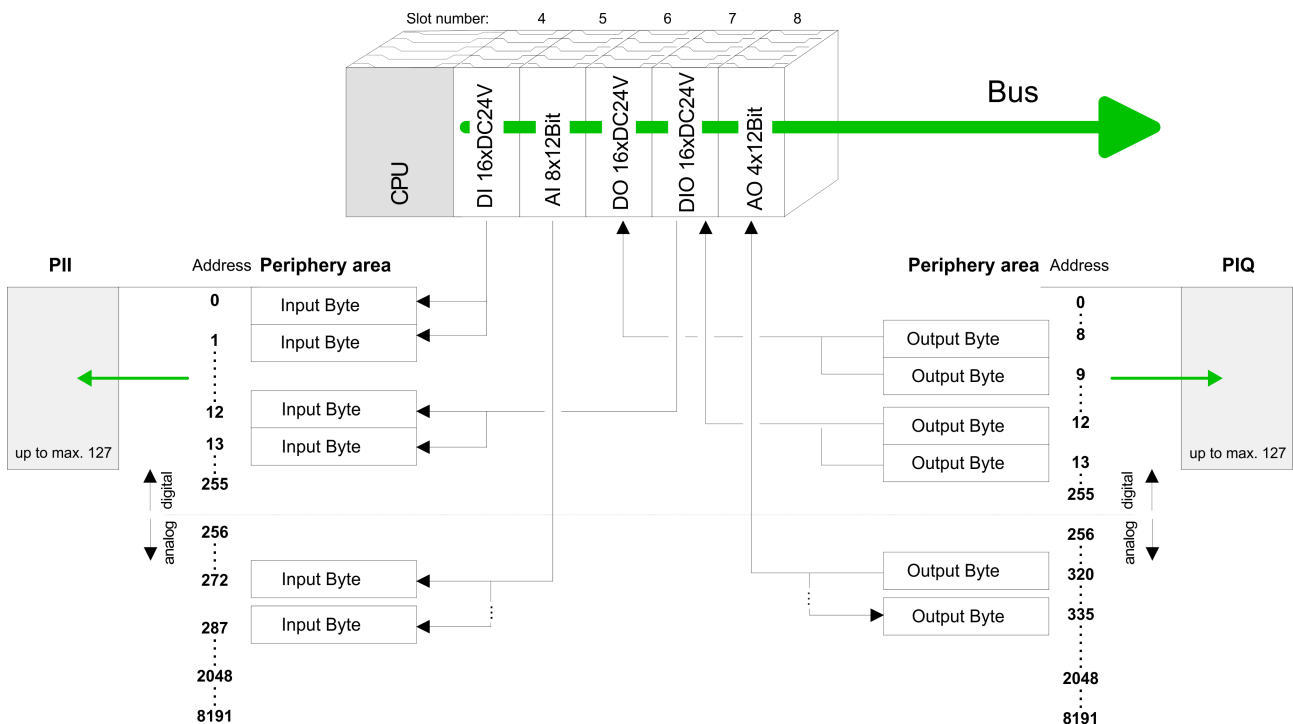 Slot number: 4 5 6 7 8
CPU
DI 16xDC24V
AI 8x12Bit
DO 16xDC24V
DIO 16xDC24V
AO 4x12Bit
Bus
PII
Address Periphery area
0 Input Byte
1 Input Byte
12 Input Byte
13 Input Byte
up to max. 127
255
digital
analog
256
272 Input Byte
287 Input Byte
2048
8191
Periphery area Address
PIQ
0
Output Byte 8
Output Byte 9
Output Byte 12
Output Byte 13
up to max. 127
255
digital
analog
256
Output Byte 320
Output Byte 335
2048
8191